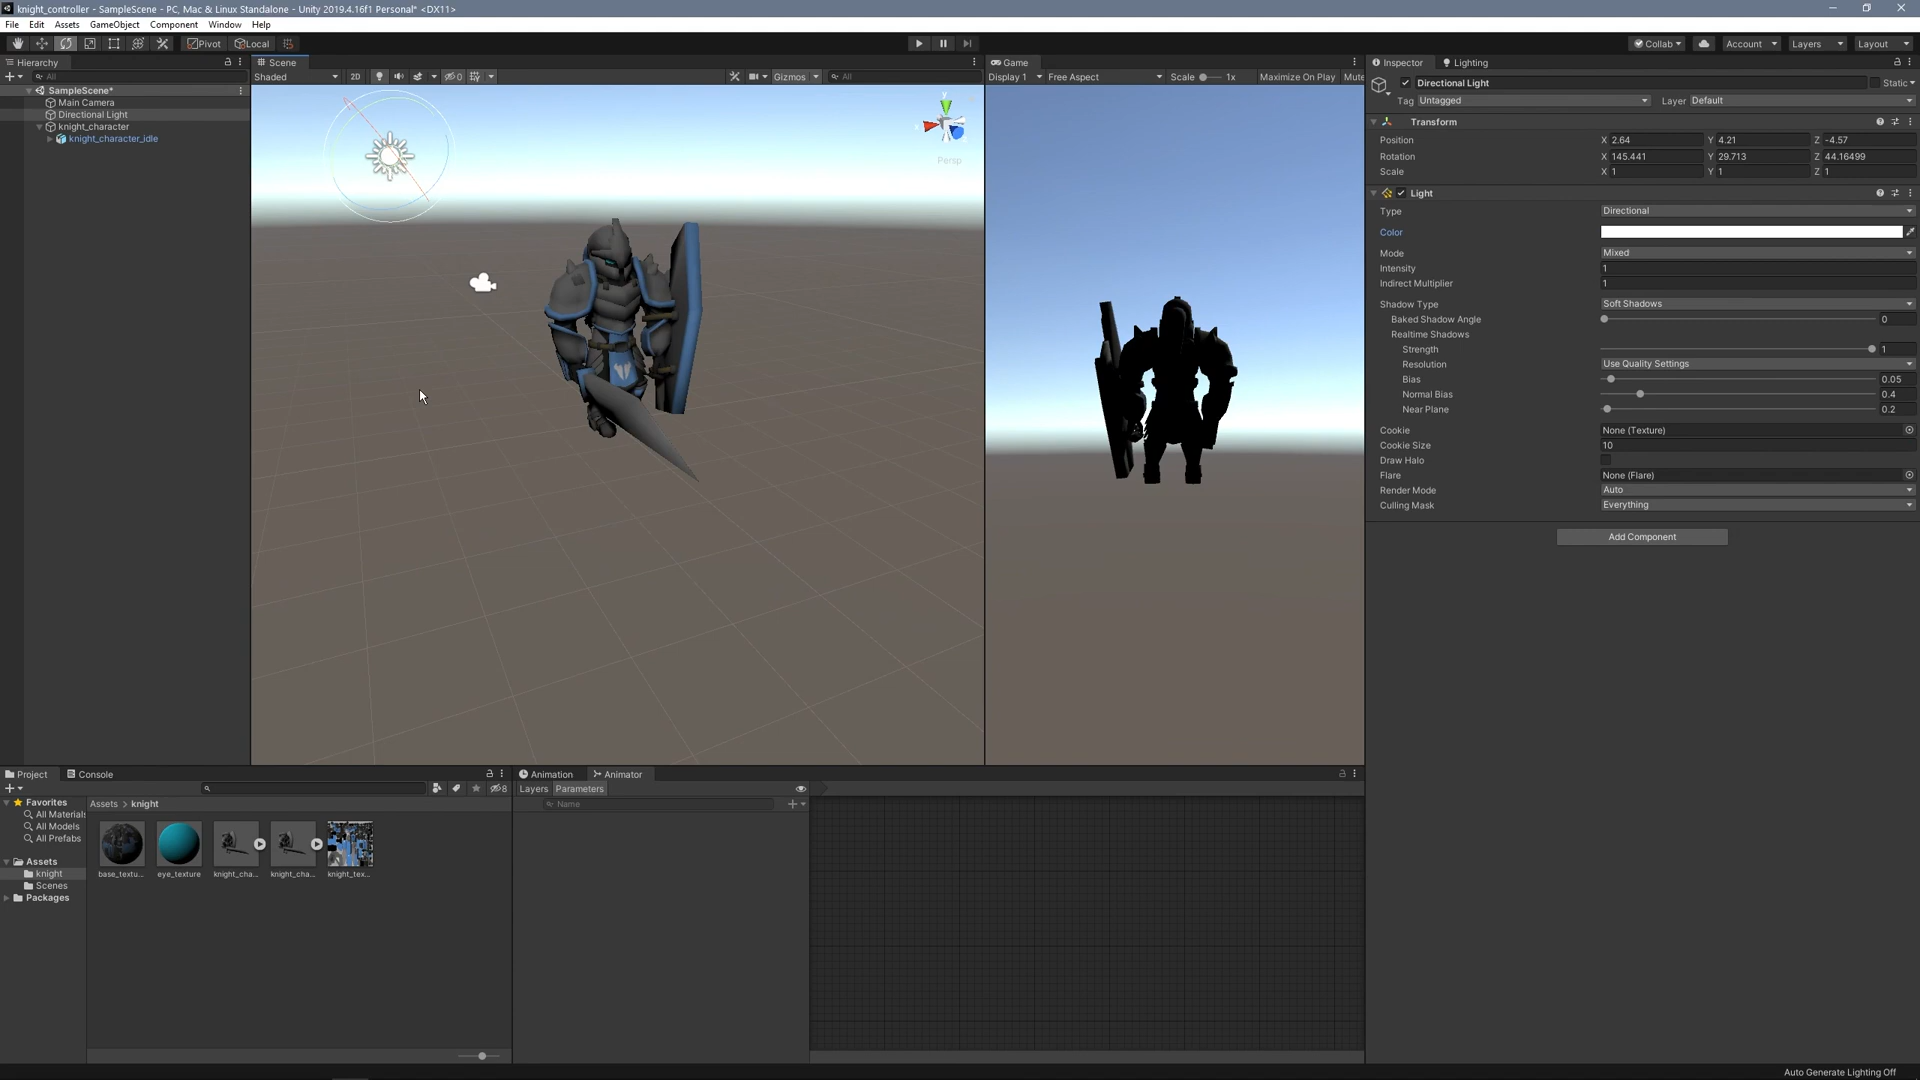 knight_controller - SampleScene - PC, Mac & Linux Standalone - Unity 2019.4.16f1 Personal* <DX11>
File Edit Assets GameObject Component Window Help
Pivot Local
Collab Account Layers Layout
Hierarchy
All
SampleScene*
Main Camera
Directional Light
knight_character
knight_character_idle
Scene
Shaded 2D 0 Gizmos All
y
x
Persp
Game
Display 1 Free Aspect Scale 1x Maximize On Play Mute
Inspector Lighting
Directional Light Static
Tag Untagged Layer Default
Transform
Position X 2.64 Y 4.21 Z -4.57
Rotation X 145.441 Y 29.713 Z 44.16499
Scale X 1 Y 1 Z 1
Light
Type Directional
Color
Mode Mixed
Intensity 1
Indirect Multiplier 1
Shadow Type Soft Shadows
Baked Shadow Angle 0
Realtime Shadows
Strength 1
Resolution Use Quality Settings
Bias 0.05
Normal Bias 0.4
Near Plane 0.2
Cookie None (Texture)
Cookie Size 10
Draw Halo
Flare None (Flare)
Render Mode Auto
Culling Mask Everything
Add Component
Project Console
8
Favorites
All Materials
All Models
All Prefabs
Assets
knight
Scenes
Packages
Assets > knight
base_textu...
eye_texture
knight_cha...
knight_cha...
knight_tex...
Animation Animator
Layers Parameters
Name
Auto Generate Lighting Off